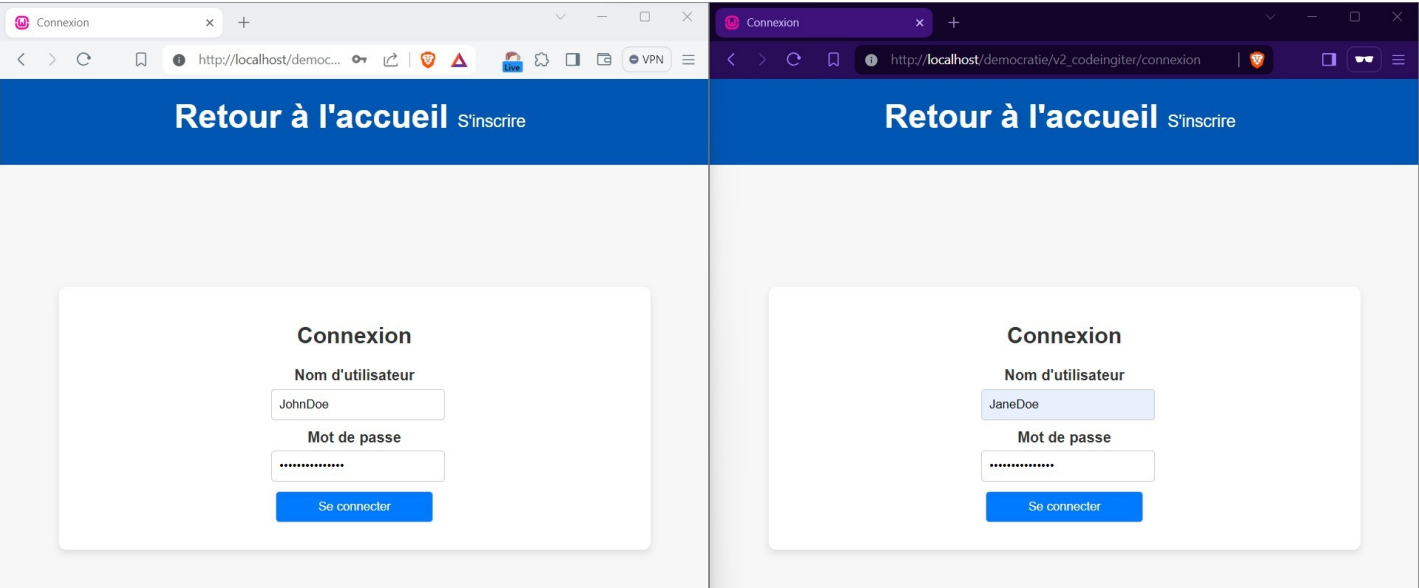 Connexion
http://localhost/democ...
Live
VPN
Retour à l'accueil S'inscrire
Connexion
Nom d'utilisateur
JohnDoe
Mot de passe
•••••••••••••••
Se connecter
Connexion
http://localhost/democratie/v2_codeingiter/connexion
Retour à l'accueil S'inscrire
Connexion
Nom d'utilisateur
JaneDoe
Mot de passe
•••••••••••••••
Se connecter